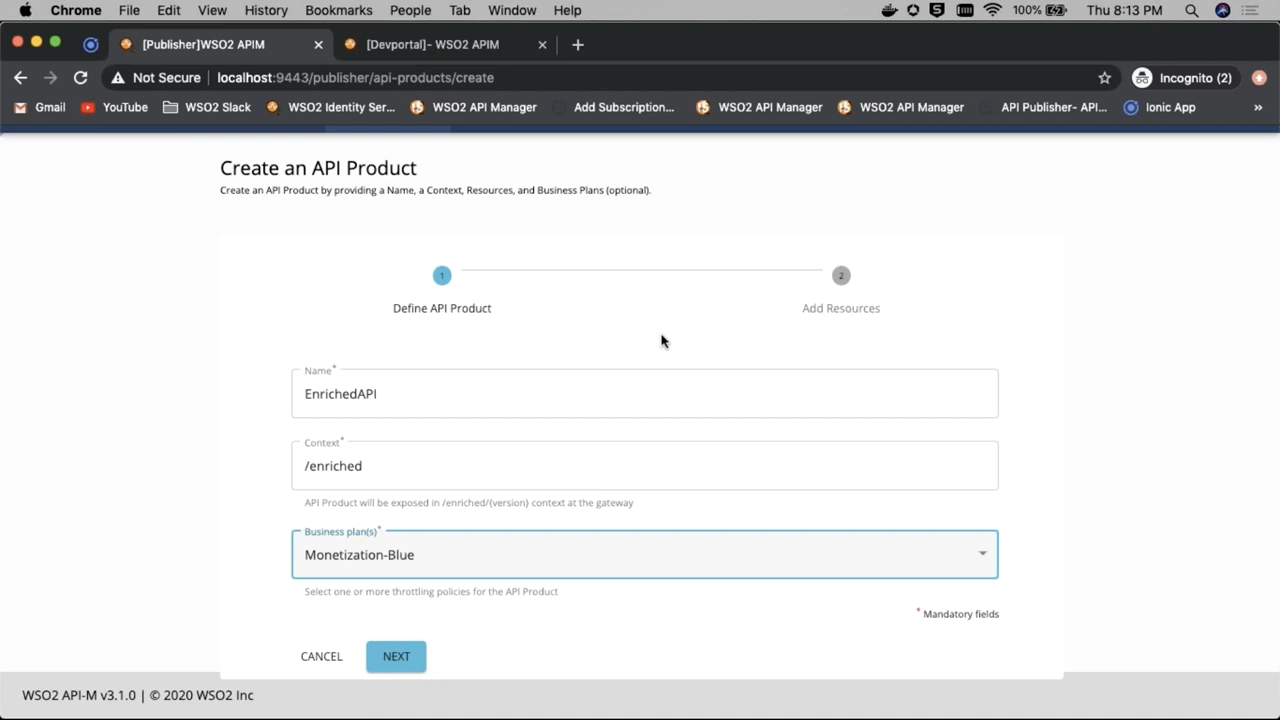 Chrome File Edit View History Bookmarks People Tab Window Help 100% Thu 8:13 PM
[Publisher]WSO2 APIM [Devportal]- WSO2 APIM
Not Secure localhost:9443/publisher/api-products/create Incognito (2)
Gmail YouTube WSO2 Slack WSO2 Identity Ser... WSO2 API Manager Add Subscription... WSO2 API Manager WSO2 API Manager API Publisher- API... Ionic App »
Create an API Product
Create an API Product by providing a Name, a Context, Resources, and Business Plans (optional).
1 2
Define API Product Add Resources
Name*
EnrichedAPI
Context*
/enriched
API Product will be exposed in /enriched/{version} context at the gateway
Business plan(s)*
Monetization-Blue
Select one or more throttling policies for the API Product
* Mandatory fields
CANCEL NEXT
WSO2 API-M v3.1.0 | © 2020 WSO2 Inc